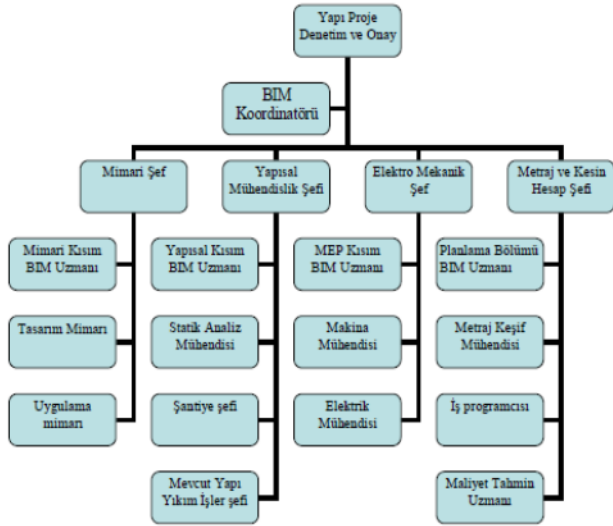 Yapı Proje
Denetim ve Onay
BIM
Koordinatörü
Mimari Şef
Yapısal
Mühendislik Şefi
Elektro Mekanik
Şef
Metraj ve Kesin
Hesap Şefi
Mimari Kısım
BIM Uzmanı
Yapısal Kısım
BIM Uzmanı
MEP Kısım
BIM Uzmanı
Planlama Bölümü
BIM Uzmanı
Tasarım Mimarı
Statik Analiz
Mühendisi
Makina
Mühendisi
Metraj Keşif
Mühendisi
Uygulama
mimarı
Şantiye şefi
Elektrik
Mühendisi
İş programcısı
Mevcut Yapı
Yıkım İşler şefi
Maliyet Tahmin
Uzmanı